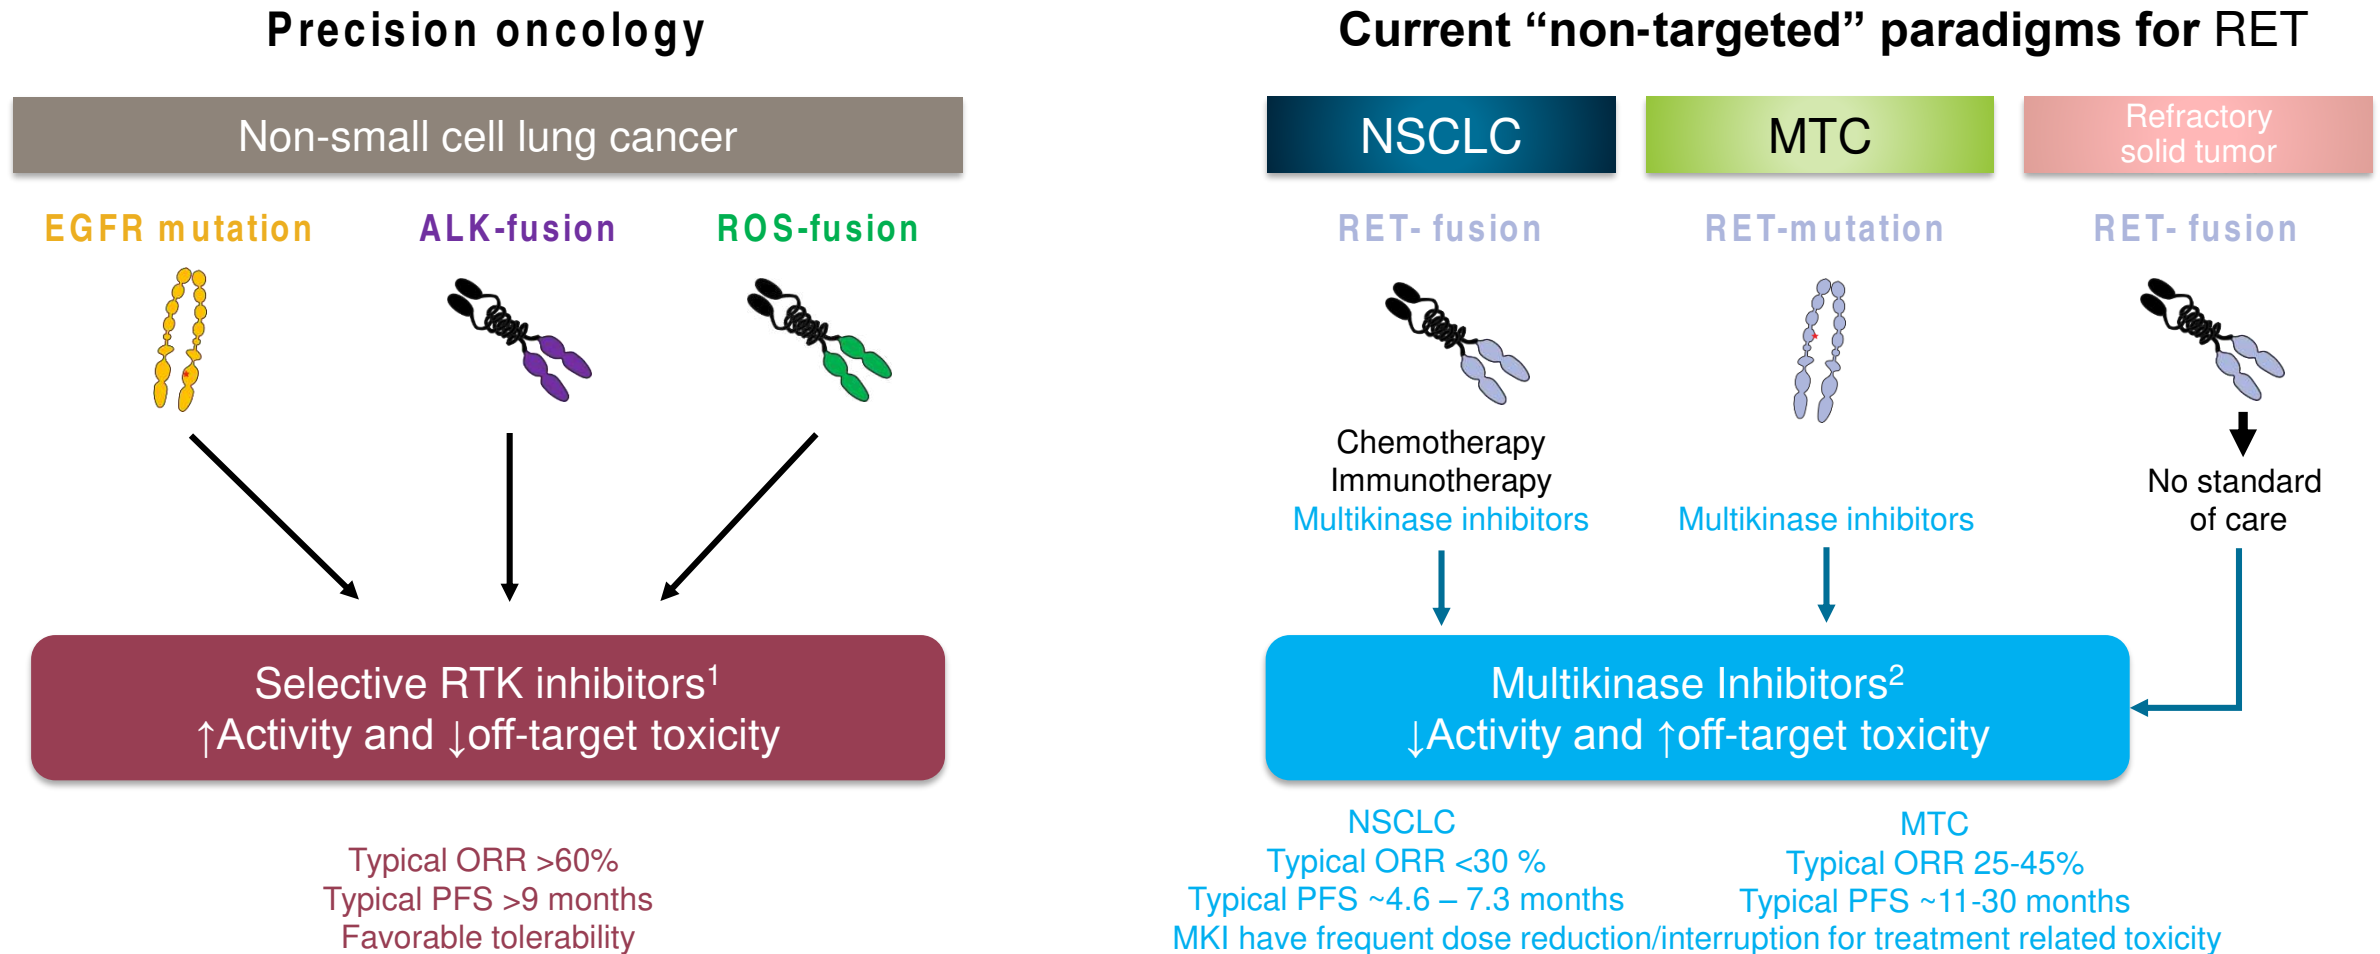 Precision oncology
Non-small cell lung cancer
EGFR mutation
ALK-fusion
ROS-fusion
Selective RTK inhibitors¹
↑Activity and ↓off-target toxicity
Typical ORR >60%
Typical PFS >9 months
Favorable tolerability
Current “non-targeted” paradigms for RET
NSCLC
MTC
Refractory
solid tumor
RET- fusion
RET-mutation
RET- fusion
Chemotherapy
Immunotherapy
Multikinase inhibitors
Multikinase inhibitors
No standard
of care
Multikinase Inhibitors²
↓Activity and ↑off-target toxicity
NSCLC
Typical ORR <30 %
Typical PFS ~4.6 – 7.3 months
MTC
Typical ORR 25-45%
Typical PFS ~11-30 months
MKI have frequent dose reduction/interruption for treatment related toxicity